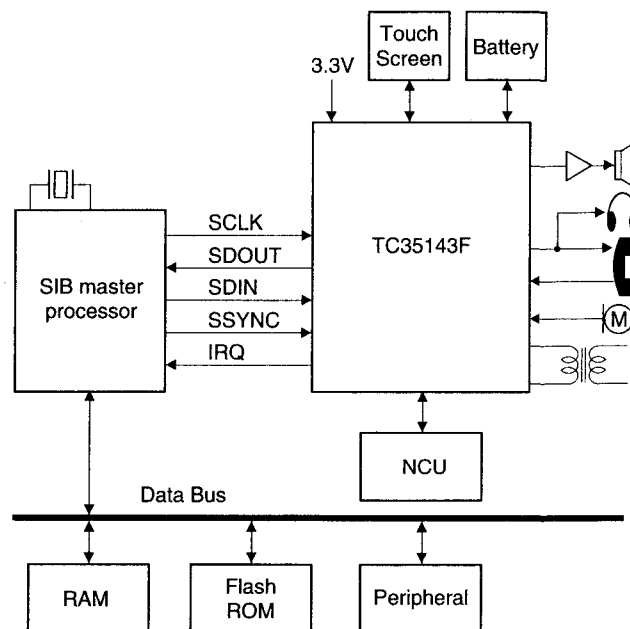 Touch
Screen
Battery
3.3V
SCLK
SDOUT
SDIN
SSYNC
IRQ
SIB master
processor
TC35143F
M
NCU
Data Bus
RAM
Flash
ROM
Peripheral